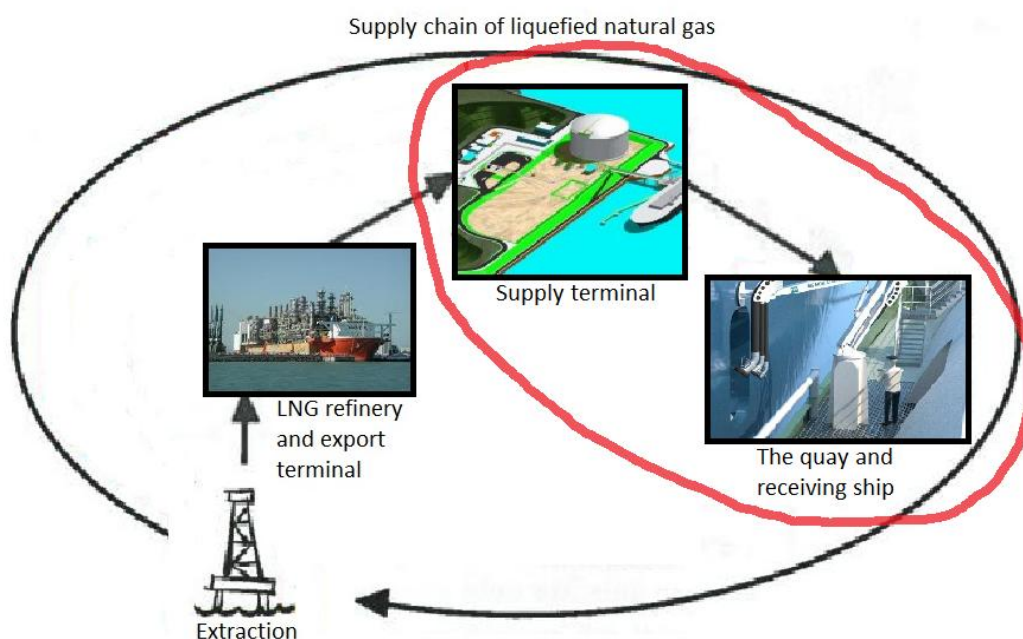 Supply chain of liquefied natural gas
Supply terminal
LNG refinery
and export
terminal
The quay and
receiving ship
Extraction